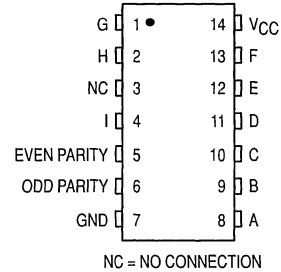 G 1 14 VCC
H 2 13 F
NC 3 12 E
I 4 11 D
EVEN PARITY 5 10 C
ODD PARITY 6 9 B
GND 7 8 A
NC = NO CONNECTION